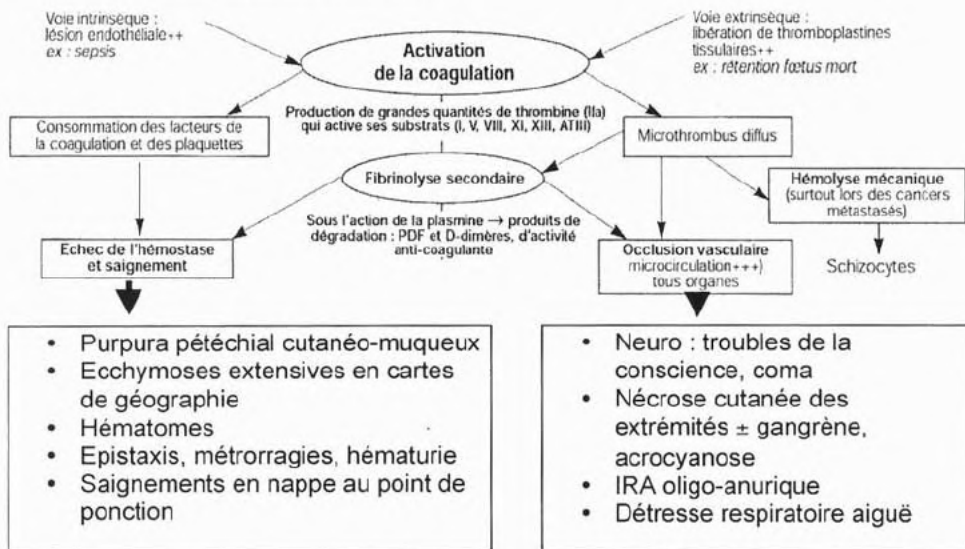 Voie intrinsèque :
lésion endothéliale++
ex : sepsis
Voie extrinsèque :
libération de thromboplastines
tissulaires++
ex : rétention fœtus mort
Activation
de la coagulation
Production de grandes quantités de thrombine (IIa)
qui active ses substrats (I, V, VIII, XI, XIII, ATIII)
Consommation des facteurs de
la coagulation et des plaquettes
Microthrombus diffus
Fibrinolyse secondaire
Hémolyse mécanique
(surtout lors des cancers
métastasés)
Sous l'action de la plasmine → produits de
dégradation : PDF et D-dimères, d'activité
anti-coagulante
Echec de l'hémostase
et saignement
Occlusion vasculaire
microcirculation+++)
tous organes
Schizocytes
• Purpura pétéchial cutanéo-muqueux
• Ecchymoses extensives en cartes
de géographie
• Hématomes
• Epistaxis, métrorragies, hématurie
• Saignements en nappe au point de
ponction
• Neuro : troubles de la
conscience, coma
• Nécrose cutanée des
extrémités ± gangrène,
acrocyanose
• IRA oligo-anurique
• Détresse respiratoire aiguë